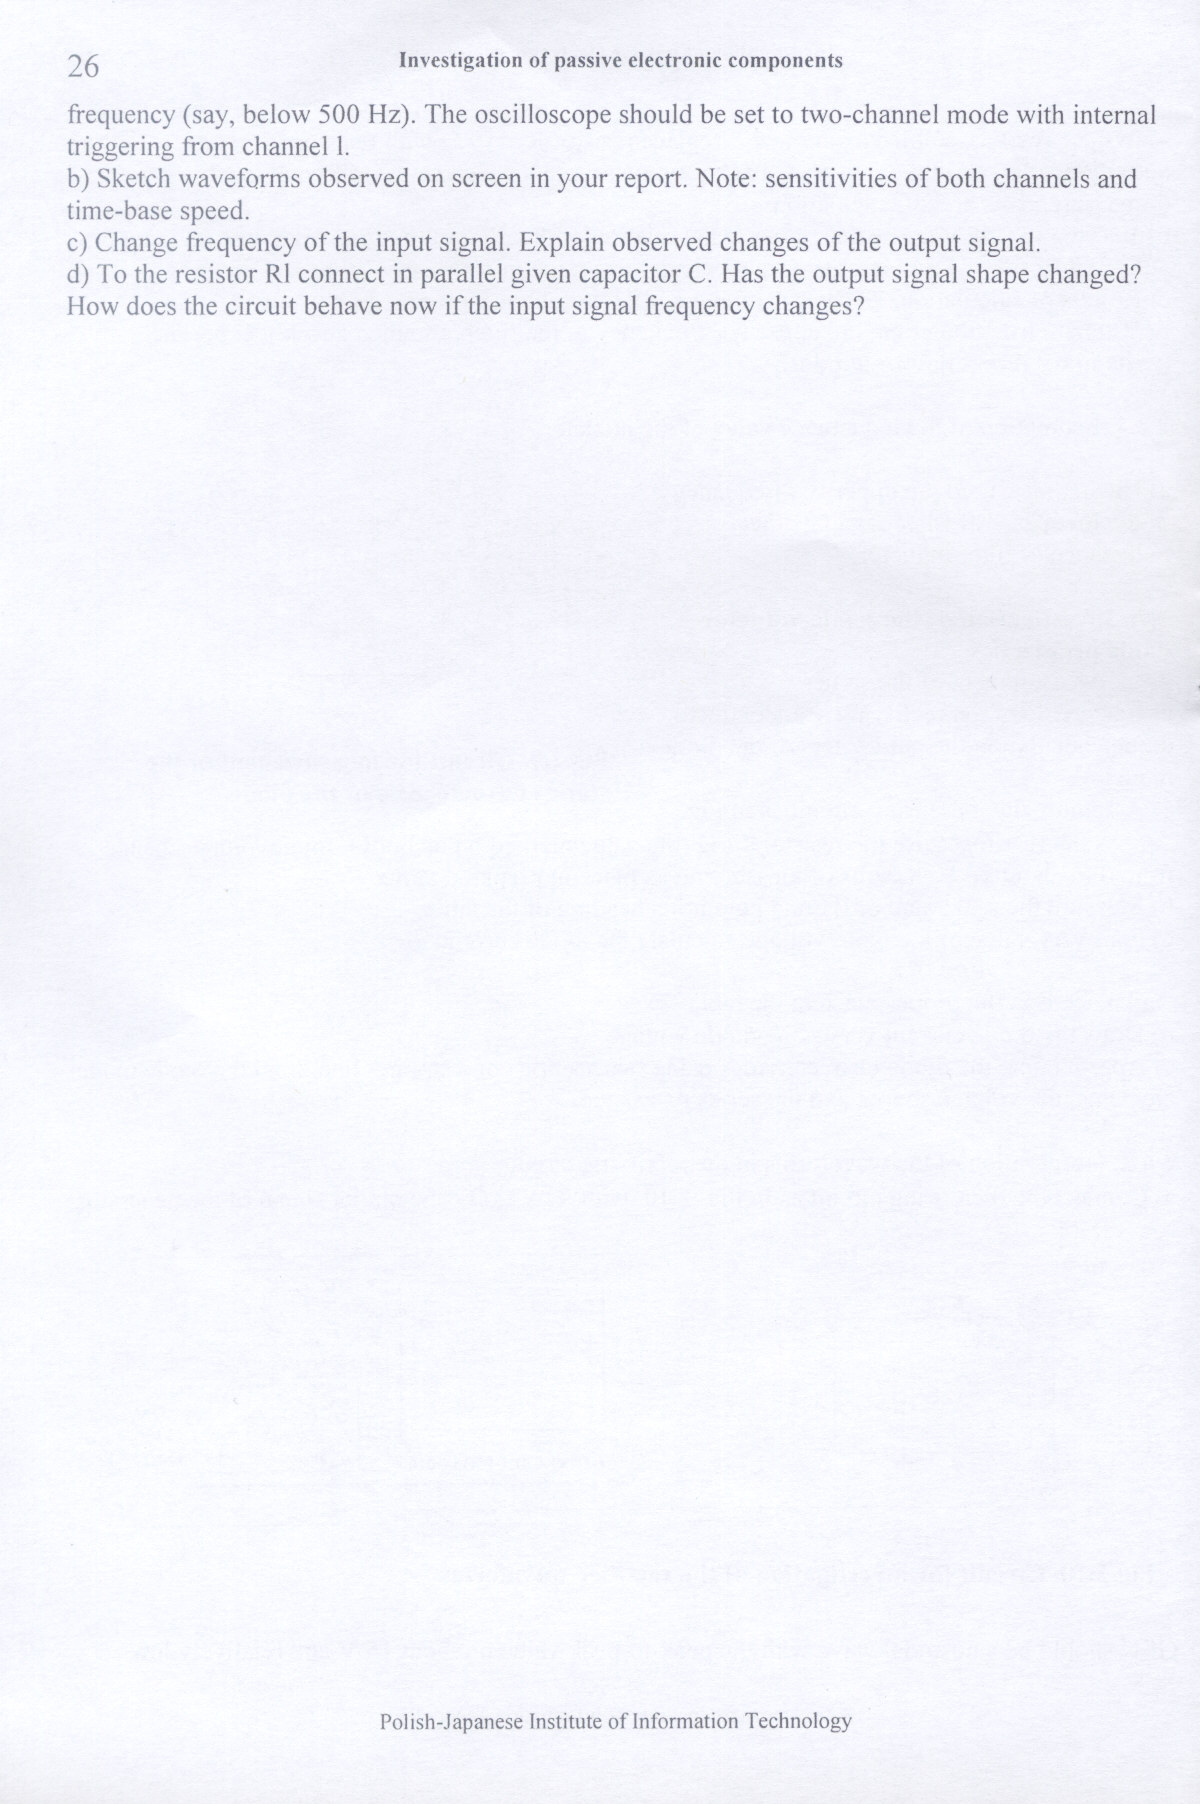 26
Investigation of passive electronic components
frequency (say, below 500 Hz). The oscilloscope should be set to two-channel mode with internal
triggering from channel l.
b) Sketch waveforms observed on screen in your report. Note: sensitivities of both channels and
time-base speed.
c) Change frequency of the input signal. Explain observed changes of the output signal.
d) To the resistor Rl connect in parallel given capacitor C. Has the output signal shape changed?
How does the circuit behave now if the input signal frequency changes?
Polish-Japanese Institute of Information Technology